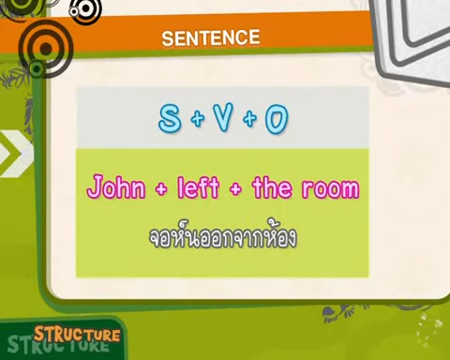 SENTENCE
S + V + O
John + left + the room
จอห์นออกจากห้อง
STRUCTURE
STRUCTURE